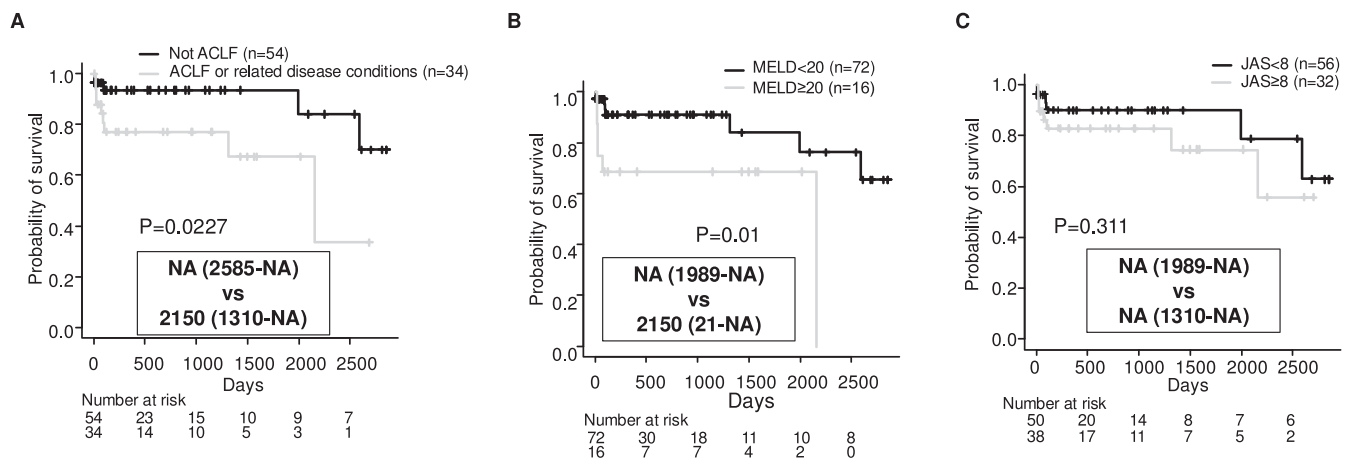 A
Not ACLF (n=54)
ACLF or related disease conditions (n=34)
Probability of survival
1.0
0.8
0.6
0.4
0.2
0.0
P=0.0227
NA (2585-NA)
vs
2150 (1310-NA)
0 500 1000 1500 2000 2500
Days
Number at risk
54 23 15 10 9 7
34 14 10 5 3 1
B
MELD<20 (n=72)
MELD≥20 (n=16)
Probability of survival
1.0
0.8
0.6
0.4
0.2
0.0
P=0.01
NA (1989-NA)
vs
2150 (21-NA)
0 500 1000 1500 2000 2500
Days
Number at risk
72 30 18 11 10 8
16 7 7 4 2 0
C
JAS<8 (n=56)
JAS≥8 (n=32)
Probability of survival
1.0
0.8
0.6
0.4
0.2
0.0
P=0.311
NA (1989-NA)
vs
NA (1310-NA)
0 500 1000 1500 2000 2500
Days
Number at risk
50 20 14 8 7 6
38 17 11 7 5 2